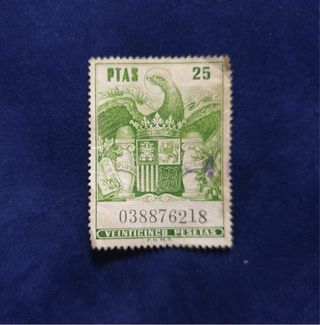 PTAS 25
038876218
VEINTICINCO PESETAS
F.N.M.T.